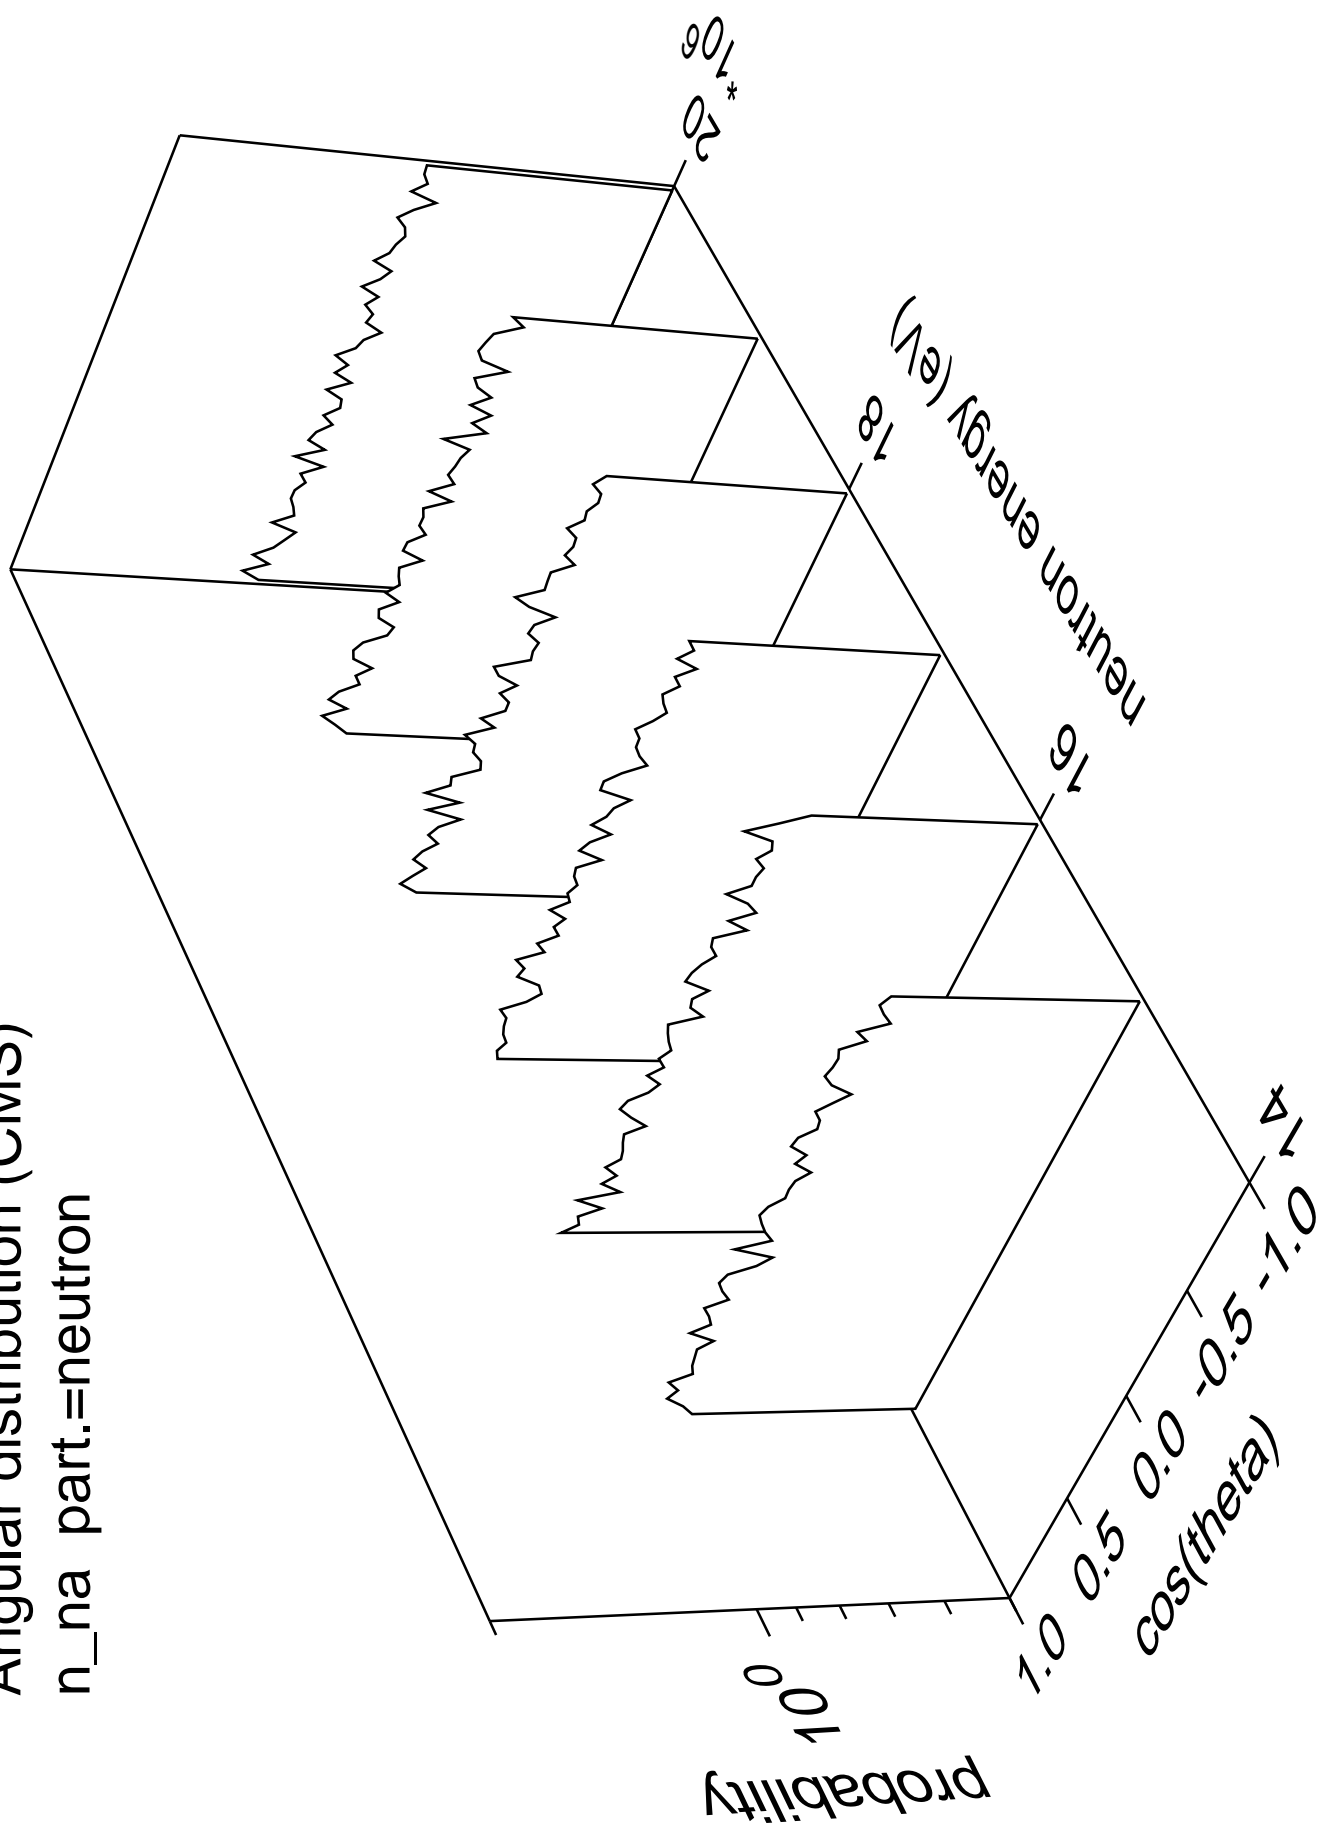 Angular distribution (CMS)
n_na part.=neutron
probability
10 0
1.0
0.5
0.0
-0.5
-1.0
cos(theta)
14
16
18
20
* 10 6
neutron energy (eV)